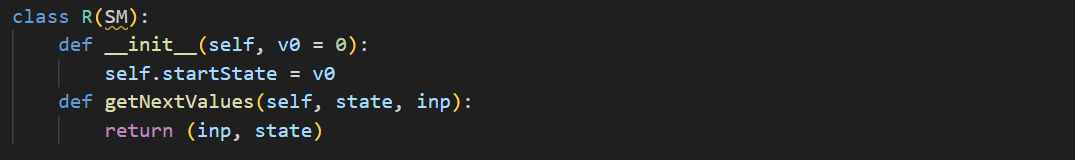 class R(SM):
    def __init__(self, v0 = 0):
        self.startState = v0
    def getNextValues(self, state, inp):
        return (inp, state)